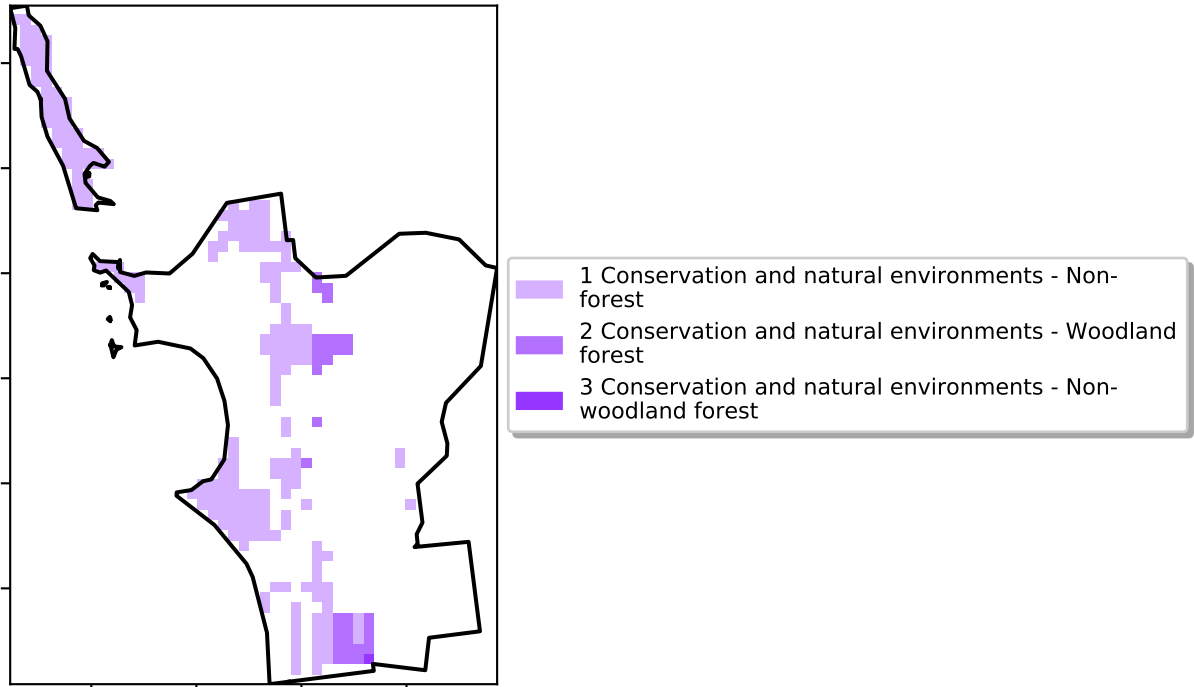 1 Conservation and natural environments - Non-
forest
2 Conservation and natural environments - Woodland
forest
3 Conservation and natural environments - Non-
woodland forest